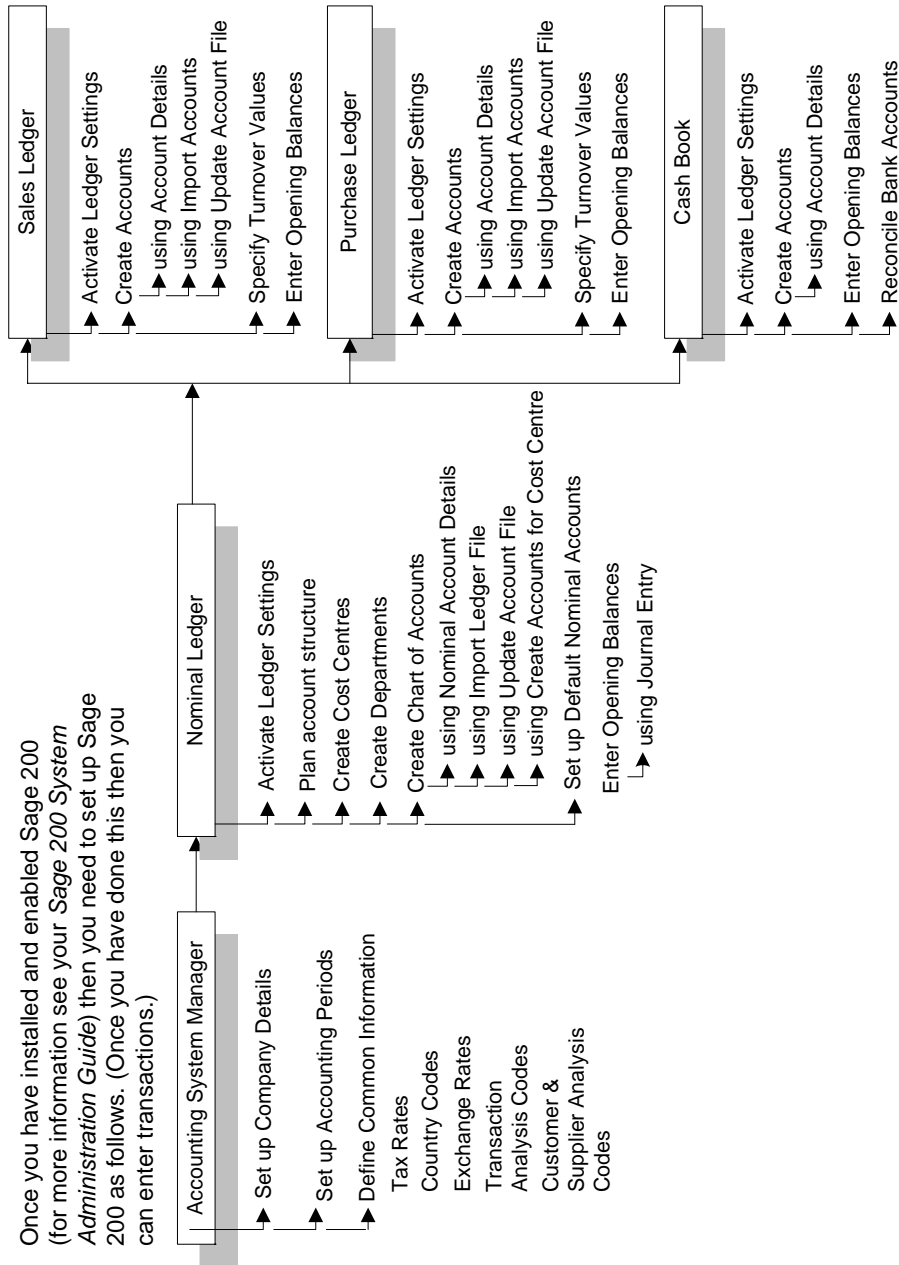 Once you have installed and enabled Sage 200
(for more information see your Sage 200 System
Administration Guide) then you need to set up Sage
200 as follows. (Once you have done this then you
can enter transactions.)
Accounting System Manager
Set up Company Details
Set up Accounting Periods
Define Common Information
Tax Rates
Country Codes
Exchange Rates
Transaction
Analysis Codes
Customer &
Supplier Analysis
Codes
Nominal Ledger
Activate Ledger Settings
Plan account structure
Create Cost Centres
Create Departments
Create Chart of Accounts
using Nominal Account Details
using Import Ledger File
using Update Account File
using Create Accounts for Cost Centre
Set up Default Nominal Accounts
Enter Opening Balances
using Journal Entry
Sales Ledger
Activate Ledger Settings
Create Accounts
using Account Details
using Import Accounts
using Update Account File
Specify Turnover Values
Enter Opening Balances
Purchase Ledger
Activate Ledger Settings
Create Accounts
using Account Details
using Import Accounts
using Update Account File
Specify Turnover Values
Enter Opening Balances
Cash Book
Activate Ledger Settings
Create Accounts
using Account Details
Enter Opening Balances
Reconcile Bank Accounts